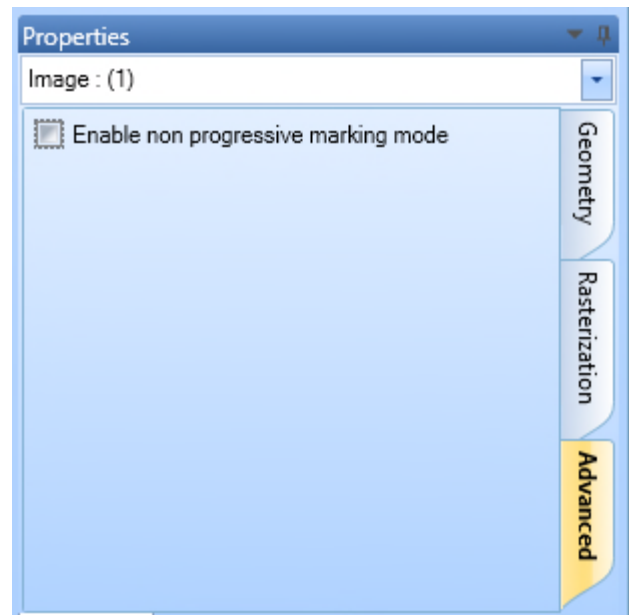 Properties
Image : (1)
Enable non progressive marking mode
Geometry
Rasterization
Advanced